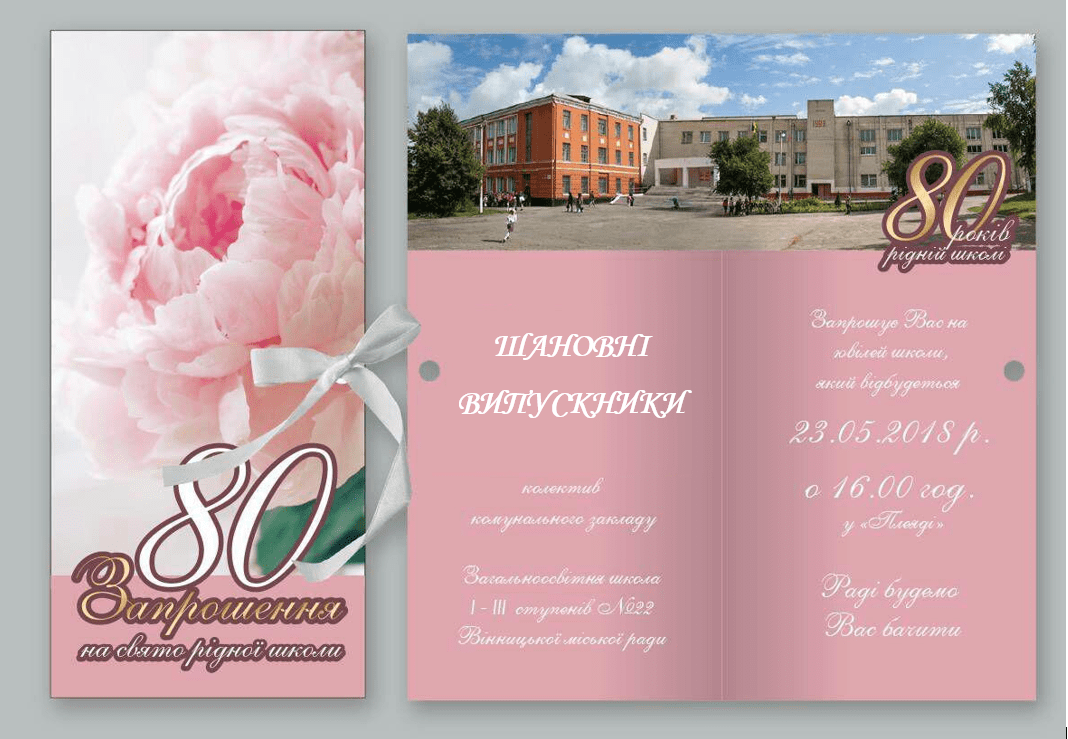 80
Запрошення
на свято рідної школи
80
років
рідній школі
ШАНОВНІ
ВИПУСКНИКИ
колектив
комунального закладу
Загальноосвітня школа
І - ІІІ ступенів №22
Вінницької міської ради
Запрошує Вас на
ювілей школи,
який відбудеться
23.05.2018 р.
о 16.00 год.
у «Плеяді»
Раді будемо
Вас бачити